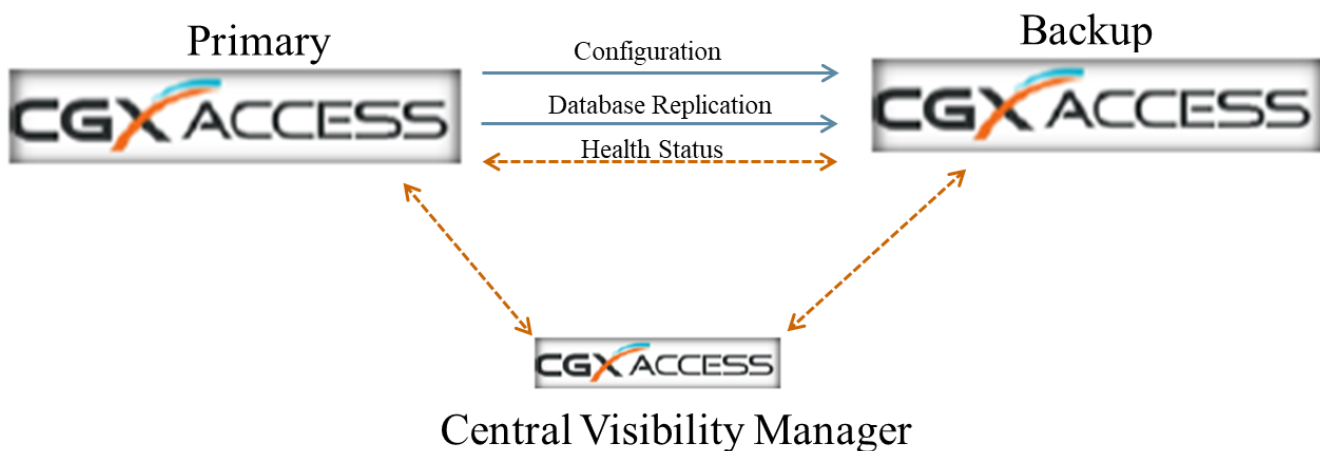 Primary
Backup
CGX ACCESS
Configuration
Database Replication
Health Status
CGX ACCESS
CGX ACCESS
Central Visibility Manager